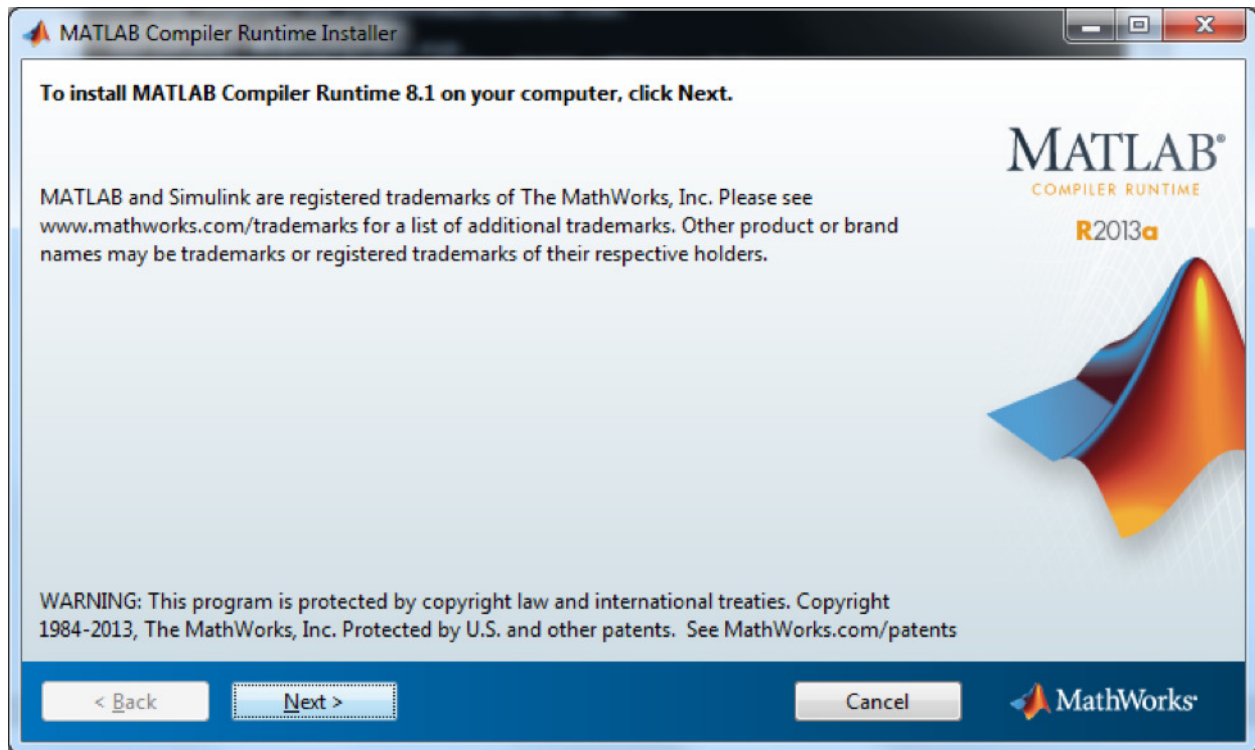 MATLAB Compiler Runtime Installer
To install MATLAB Compiler Runtime 8.1 on your computer, click Next.
MATLAB®
COMPILER RUNTIME
R2013a
MATLAB and Simulink are registered trademarks of The MathWorks, Inc. Please see
www.mathworks.com/trademarks for a list of additional trademarks. Other product or brand
names may be trademarks or registered trademarks of their respective holders.
WARNING: This program is protected by copyright law and international treaties. Copyright
1984-2013, The MathWorks, Inc. Protected by U.S. and other patents.  See MathWorks.com/patents
< Back
Next >
Cancel
MathWorks®